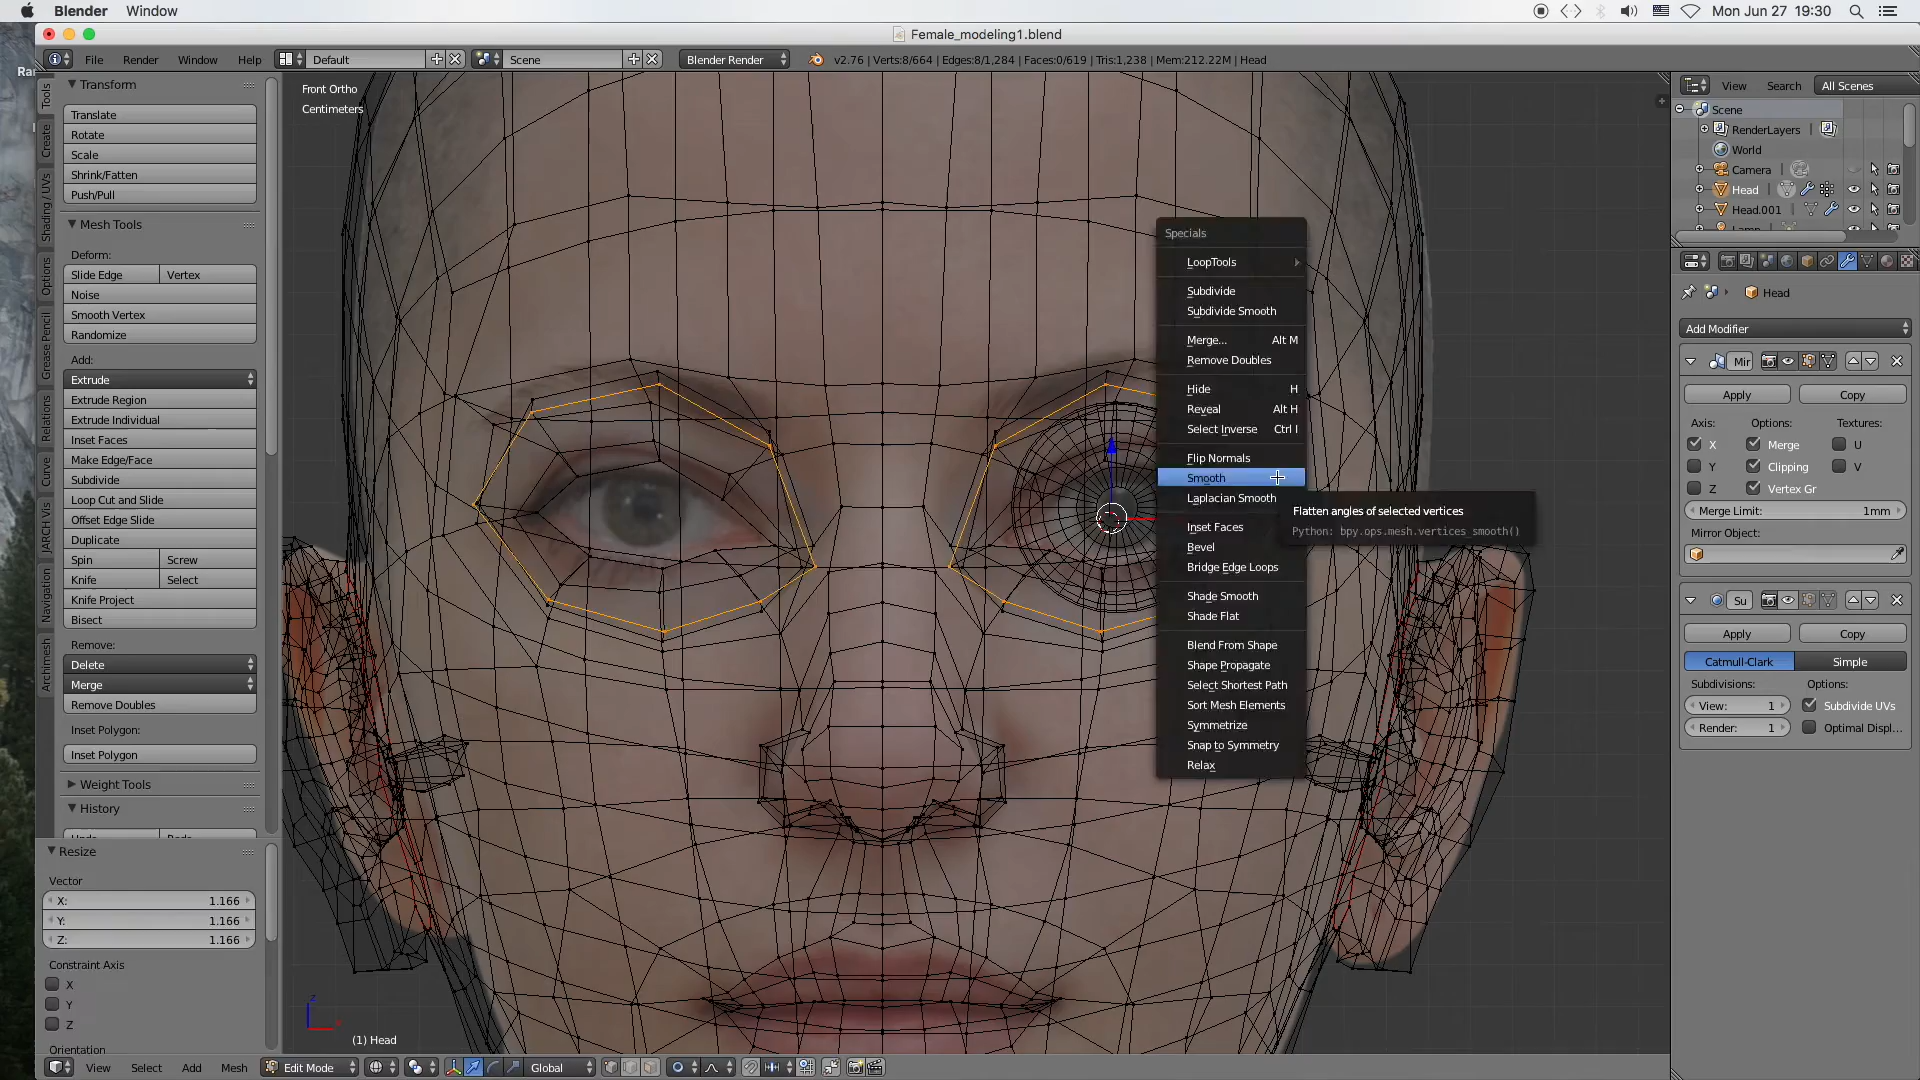 Blender Window Mon Jun 27 19:30
Female_modeling1.blend
File Render Window Help Default Scene Blender Render v2.76 | Verts:8/664 | Edges:8/1,284 | Faces:0/619 | Tris:1,238 | Mem:212.22M | Head
Ran
Tools
Create
Shading / UVs
Options
Grease Pencil
Relations
Curve
JARCH Vis
Navigation
Archimesh
Transform
Translate
Rotate
Scale
Shrink/Fatten
Push/Pull
Mesh Tools
Deform:
Slide Edge Vertex
Noise
Smooth Vertex
Randomize
Add:
Extrude
Extrude Region
Extrude Individual
Inset Faces
Make Edge/Face
Subdivide
Loop Cut and Slide
Offset Edge Slide
Duplicate
Spin Screw
Knife Select
Knife Project
Bisect
Remove:
Delete
Merge
Remove Doubles
Inset Polygon:
Inset Polygon
Weight Tools
History
Undo Redo
Resize
Vector
X: 1.166
Y: 1.166
Z: 1.166
Constraint Axis
X
Y
Z
Orientation
Front Ortho
Centimeters
Specials
LoopTools
Subdivide
Subdivide Smooth
Merge... Alt M
Remove Doubles
Hide H
Reveal Alt H
Select Inverse Ctrl I
Flip Normals
Smooth
Laplacian Smooth
Inset Faces
Bevel
Bridge Edge Loops
Shade Smooth
Shade Flat
Blend From Shape
Shape Propagate
Select Shortest Path
Sort Mesh Elements
Symmetrize
Snap to Symmetry
Relax
Flatten angles of selected vertices
Python: bpy.ops.mesh.vertices_smooth()
z
(1) Head
View Select Add Mesh Edit Mode Global
View Search All Scenes
Scene
RenderLayers
World
Camera
Head
Head.001
Lamp
Head
Add Modifier
Mir
Apply Copy
Axis: Options: Textures:
X Merge U
Y Clipping V
Z Vertex Gr
Merge Limit: 1mm
Mirror Object:
Su
Apply Copy
Catmull-Clark Simple
Subdivisions: Options:
View: 1 Subdivide UVs
Render: 1 Optimal Displ...